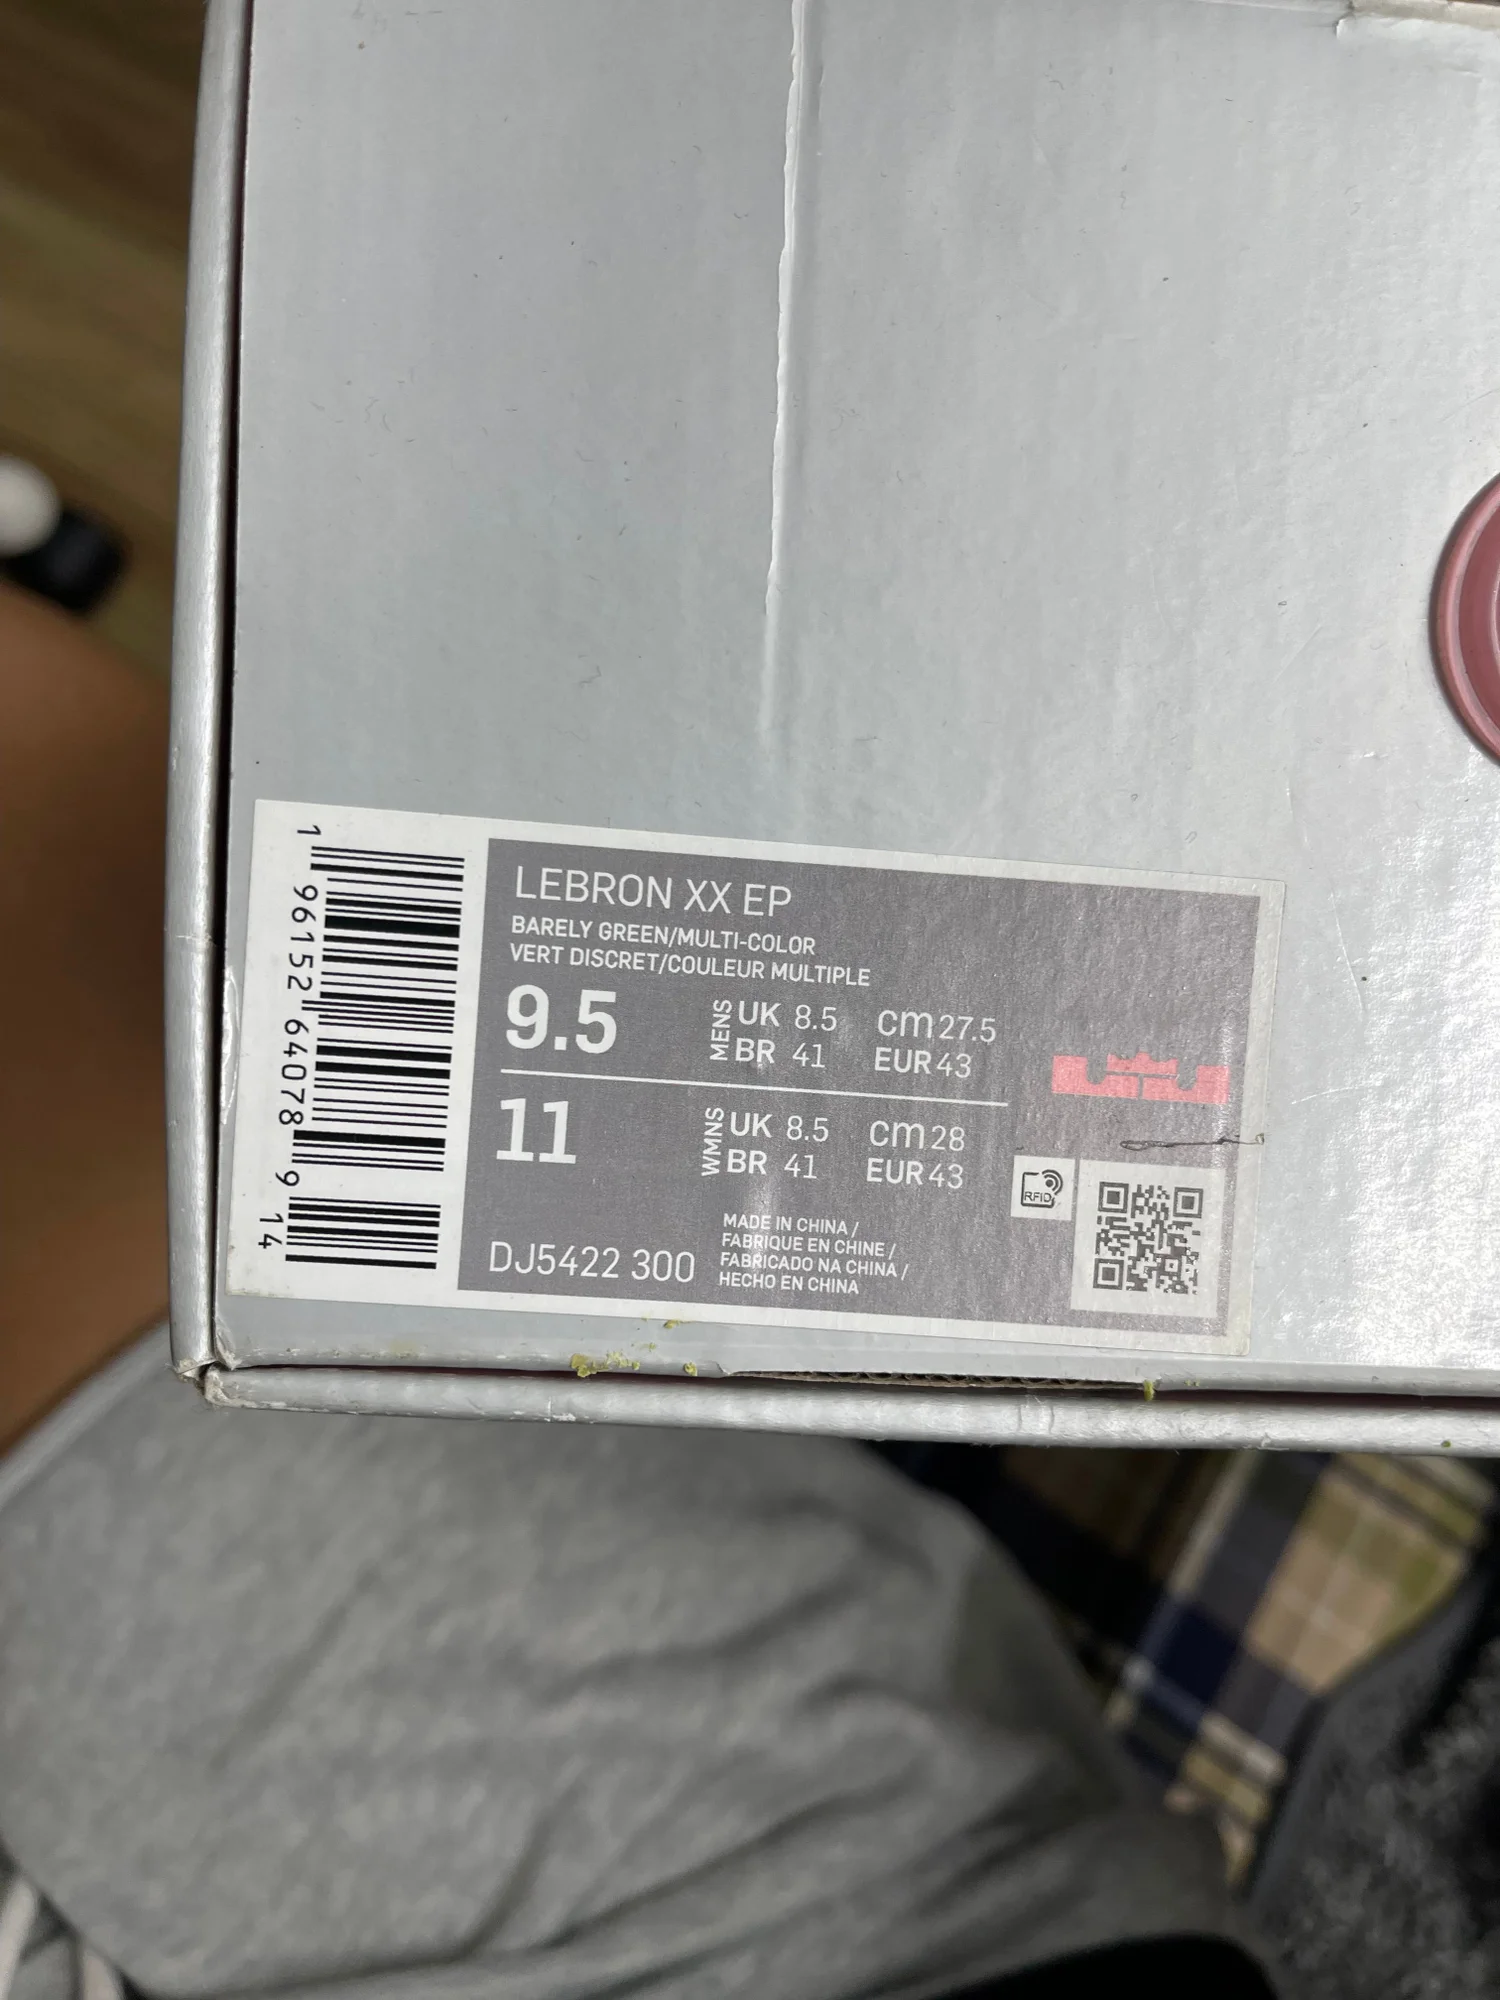 LEBRON XX EP
BARELY GREEN/MULTI-COLOR
VERT DISCRET/COULEUR MULTIPLE
9.5 MENS UK 8.5 cm 27.5
BR 41 EUR 43
11 WMNS UK 8.5 cm 28
BR 41 EUR 43
RFID
DJ5422 300
MADE IN CHINA /
FABRIQUE EN CHINE /
FABRICADO NA CHINA /
HECHO EN CHINA
1 96152 64078 9 14